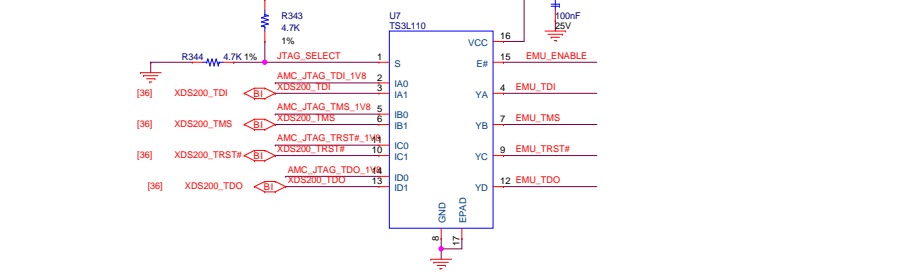 R343
4.7K
1%
U7
TS3L110
100nF
25V
VCC 16
R344 4.7K 1% JTAG_SELECT 1 S E# 15 EMU_ENABLE
AMC_JTAG_TDI_1V8 2 IA0
[36] XDS200_TDI BI XDS200_TDI 3 IA1 YA 4 EMU_TDI
AMC_JTAG_TMS_1V8 5 IB0
[36] XDS200_TMS BI XDS200_TMS 6 IB1 YB 7 EMU_TMS
AMC_JTAG_TRST#_1V8 11 IC0
[36] XDS200_TRST# BI XDS200_TRST# 10 IC1 YC 9 EMU_TRST#
AMC_JTAG_TDO_1V8 14 ID0
[36] XDS200_TDO BI XDS200_TDO 13 ID1 YD 12 EMU_TDO
GND EPAD
8 17